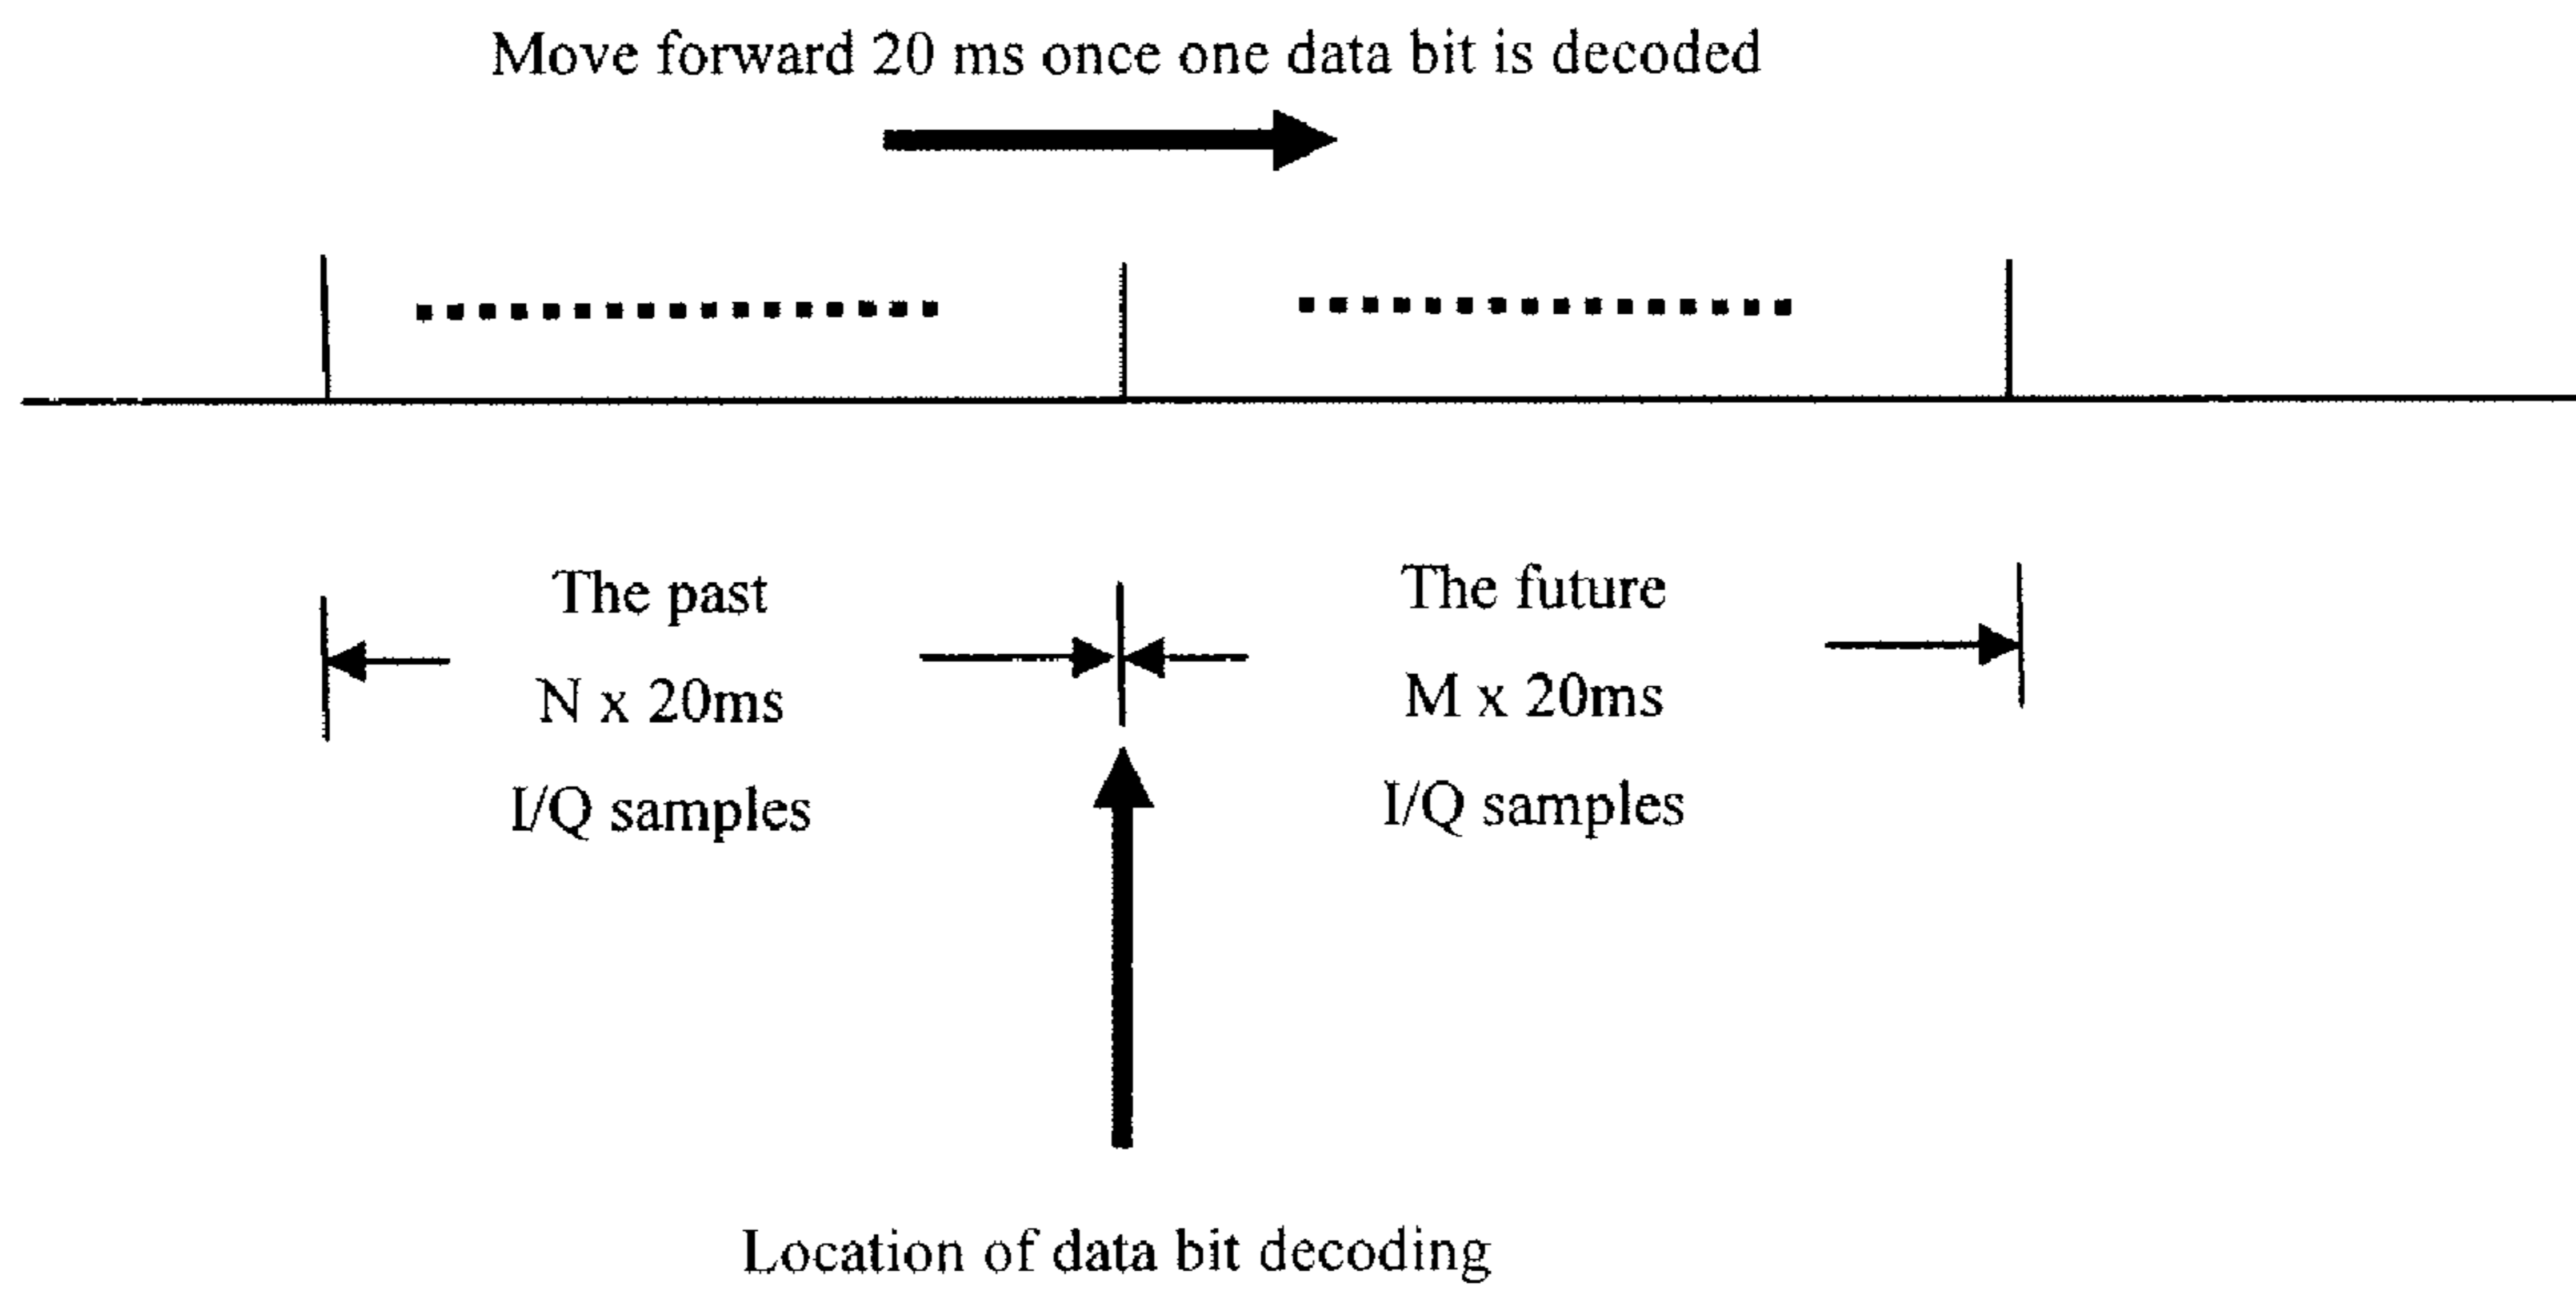 Move forward 20 ms once one data bit is decoded
The past
N x 20ms
I/Q samples
The future
M x 20ms
I/Q samples
Location of data bit decoding